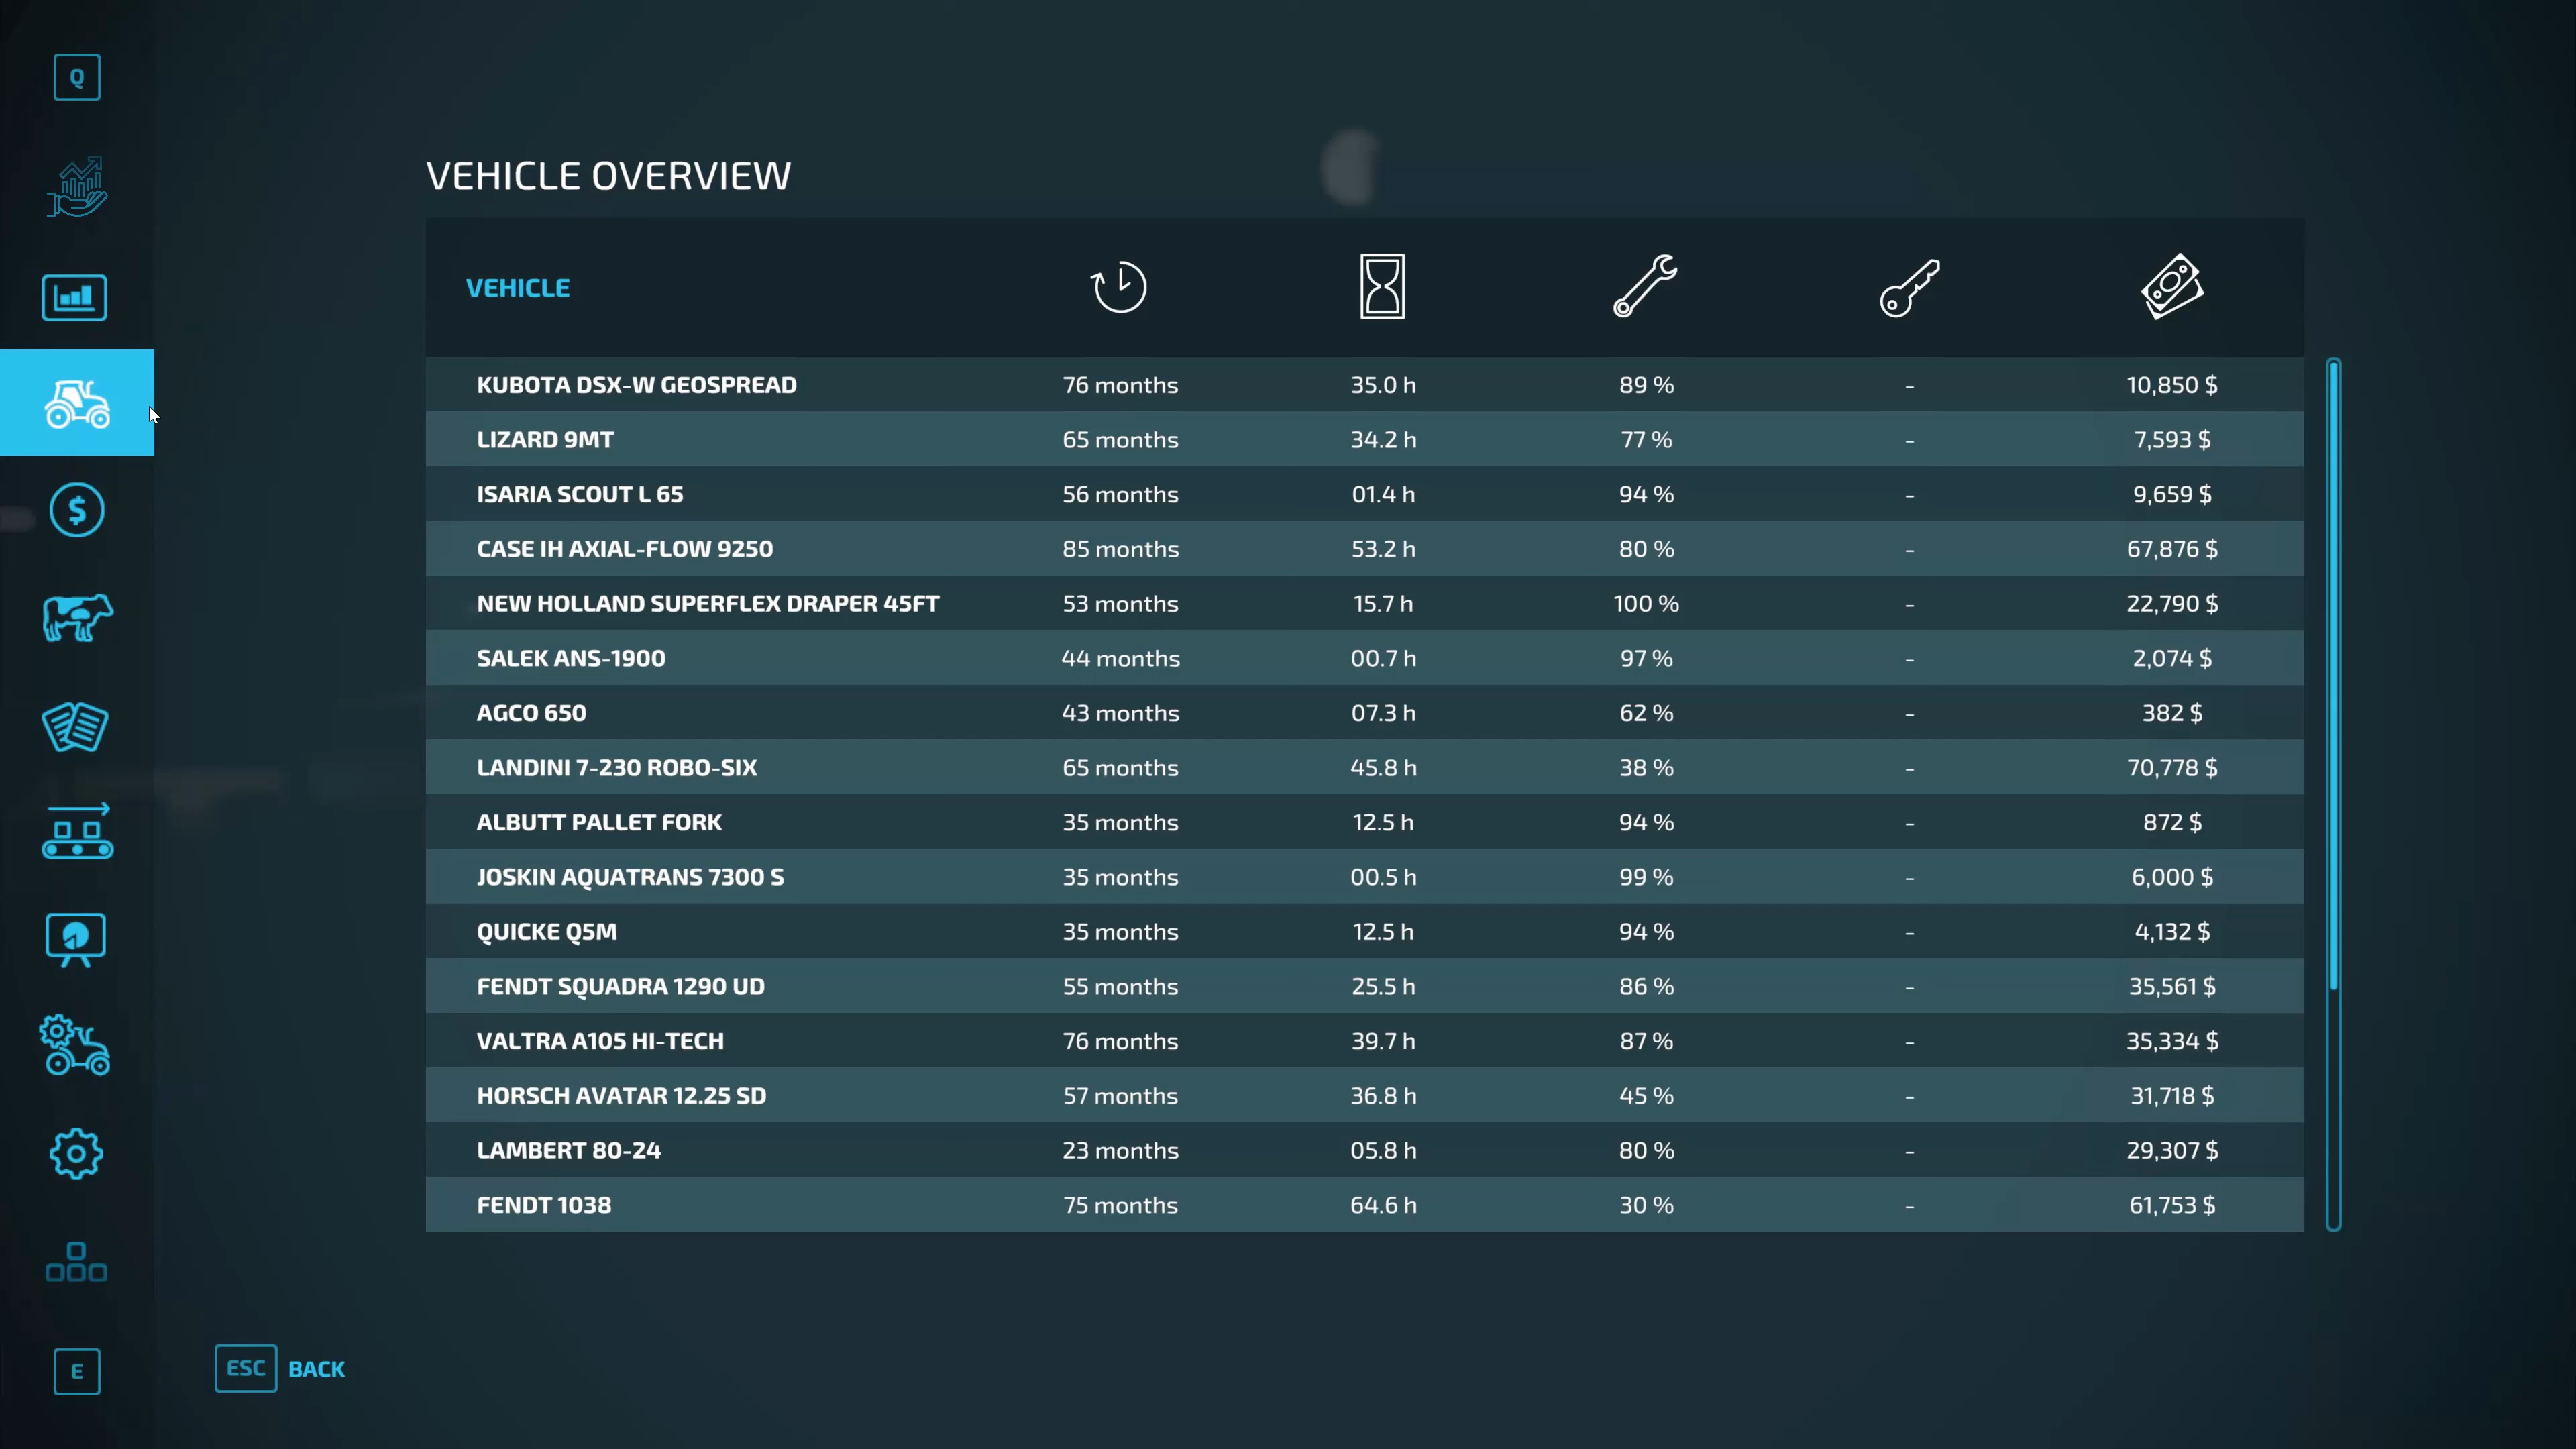 Q
VEHICLE OVERVIEW
VEHICLE
KUBOTA DSX-W GEOSPREAD 76 months 35.0 h 89 % - 10,850 $
LIZARD 9MT 65 months 34.2 h 77 % - 7,593 $
ISARIA SCOUT L 65 56 months 01.4 h 94 % - 9,659 $
CASE IH AXIAL-FLOW 9250 85 months 53.2 h 80 % - 67,876 $
NEW HOLLAND SUPERFLEX DRAPER 45FT 53 months 15.7 h 100 % - 22,790 $
SALEK ANS-1900 44 months 00.7 h 97 % - 2,074 $
AGCO 650 43 months 07.3 h 62 % - 382 $
LANDINI 7-230 ROBO-SIX 65 months 45.8 h 38 % - 70,778 $
ALBUTT PALLET FORK 35 months 12.5 h 94 % - 872 $
JOSKIN AQUATRANS 7300 S 35 months 00.5 h 99 % - 6,000 $
QUICKE Q5M 35 months 12.5 h 94 % - 4,132 $
FENDT SQUADRA 1290 UD 55 months 25.5 h 86 % - 35,561 $
VALTRA A105 HI-TECH 76 months 39.7 h 87 % - 35,334 $
HORSCH AVATAR 12.25 SD 57 months 36.8 h 45 % - 31,718 $
LAMBERT 80-24 23 months 05.8 h 80 % - 29,307 $
FENDT 1038 75 months 64.6 h 30 % - 61,753 $
ESC BACK
E